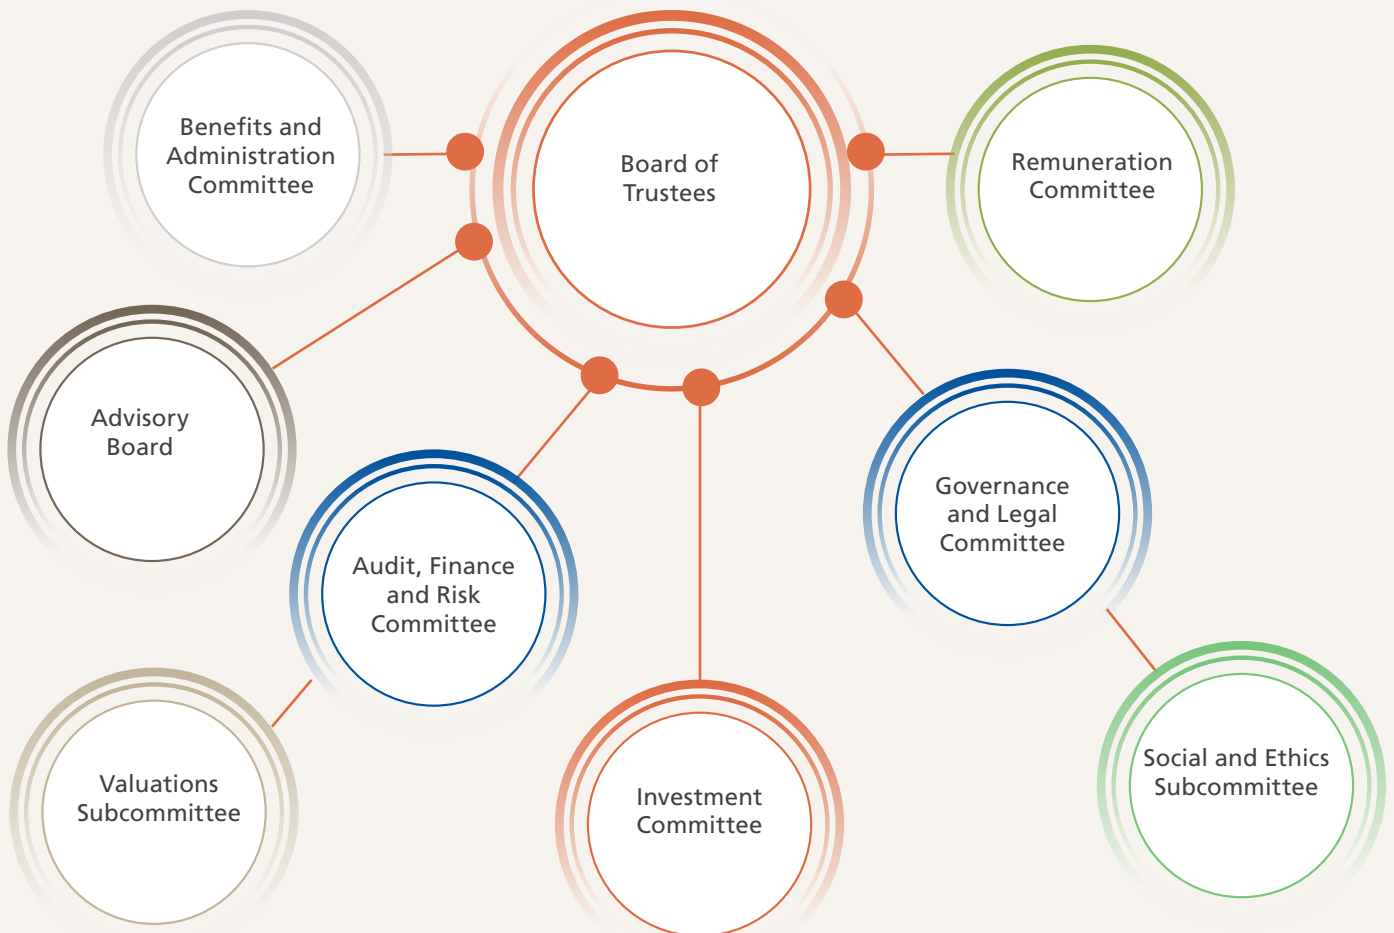 Benefits and
Administration
Committee
Board of
Trustees
Remuneration
Committee
Advisory
Board
Audit, Finance
and Risk
Committee
Governance
and Legal
Committee
Valuations
Subcommittee
Investment
Committee
Social and Ethics
Subcommittee